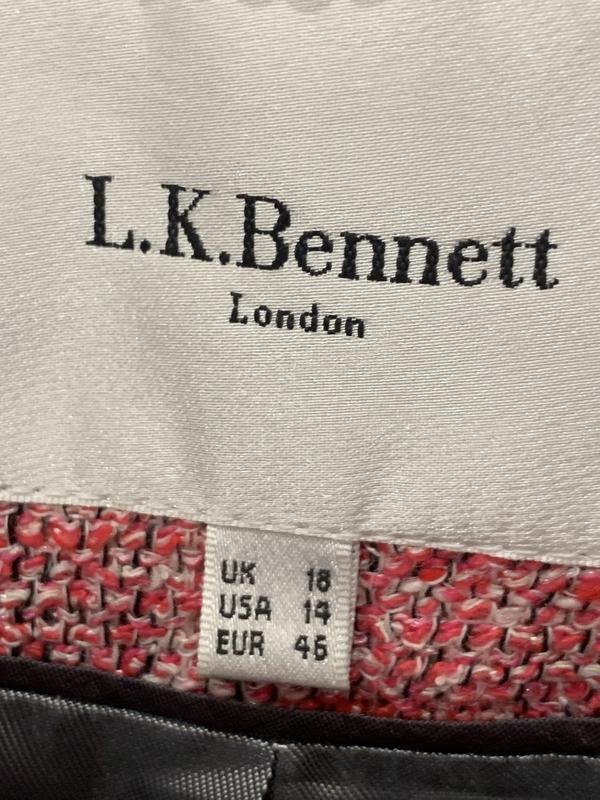 L.K.Bennett
London
UK 18
USA 14
EUR 46